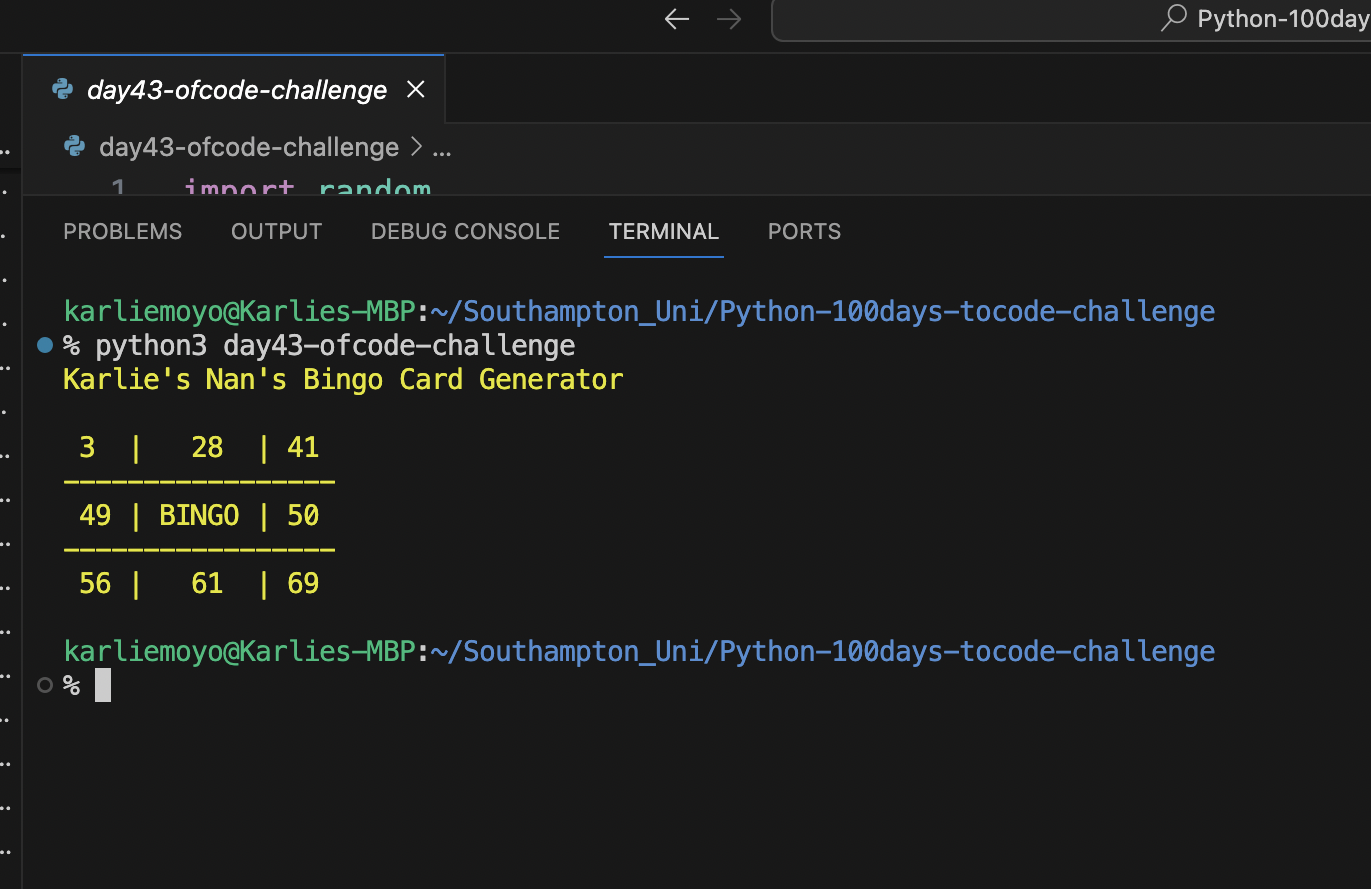 Python-100day
day43-ofcode-challenge
day43-ofcode-challenge > ...
1 import random
PROBLEMS OUTPUT DEBUG CONSOLE TERMINAL PORTS
karliemoyo@Karlies-MBP:~/Southampton_Uni/Python-100days-tocode-challenge
% python3 day43-ofcode-challenge
Karlie's Nan's Bingo Card Generator
3 | 28 | 41
-----------------
49 | BINGO | 50
-----------------
56 | 61 | 69
karliemoyo@Karlies-MBP:~/Southampton_Uni/Python-100days-tocode-challenge
%